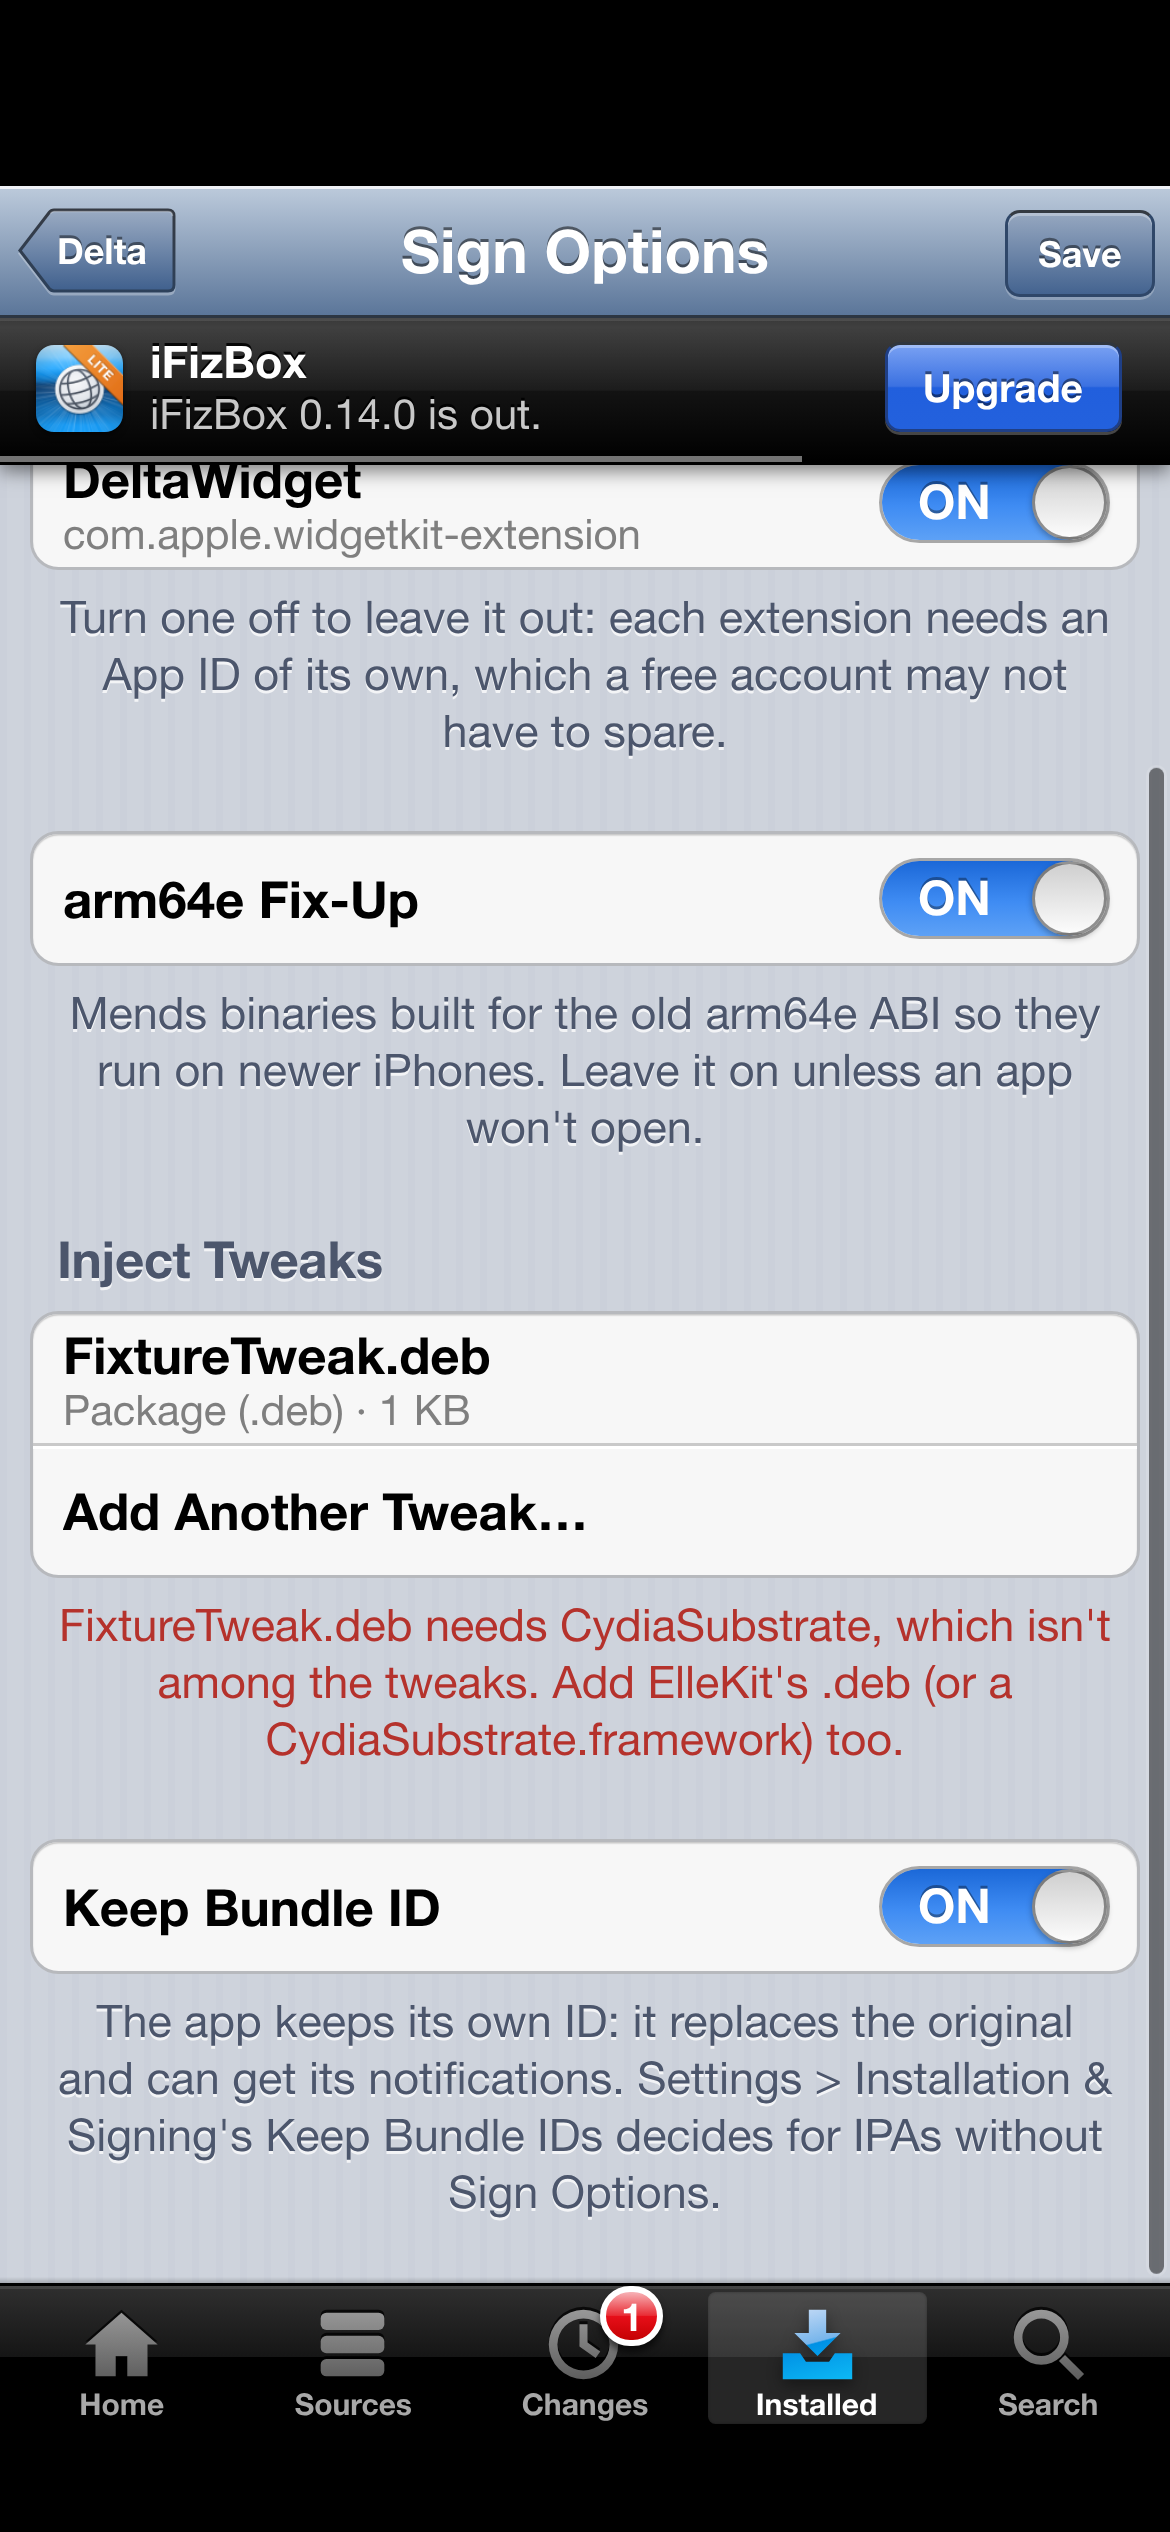 Delta
Sign Options
Save
LITE
iFizBox
iFizBox 0.14.0 is out.
Upgrade
DeltaWidget
com.apple.widgetkit-extension
ON
Turn one off to leave it out: each extension needs an
App ID of its own, which a free account may not
have to spare.
arm64e Fix-Up
ON
Mends binaries built for the old arm64e ABI so they
run on newer iPhones. Leave it on unless an app
won't open.
Inject Tweaks
FixtureTweak.deb
Package (.deb) · 1 KB
Add Another Tweak...
FixtureTweak.deb needs CydiaSubstrate, which isn't
among the tweaks. Add ElleKit's .deb (or a
CydiaSubstrate.framework) too.
Keep Bundle ID
ON
The app keeps its own ID: it replaces the original
and can get its notifications. Settings > Installation &
Signing's Keep Bundle IDs decides for IPAs without
Sign Options.
1
Home
Sources
Changes
Installed
Search